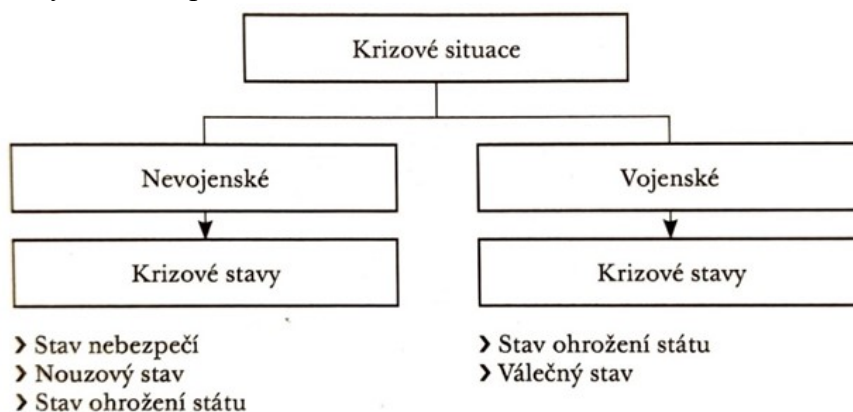 Krizové situace
Nevojenské
Vojenské
Krizové stavy
Krizové stavy
❯ Stav nebezpečí
❯ Nouzový stav
❯ Stav ohrožení státu
❯ Stav ohrožení státu
❯ Válečný stav